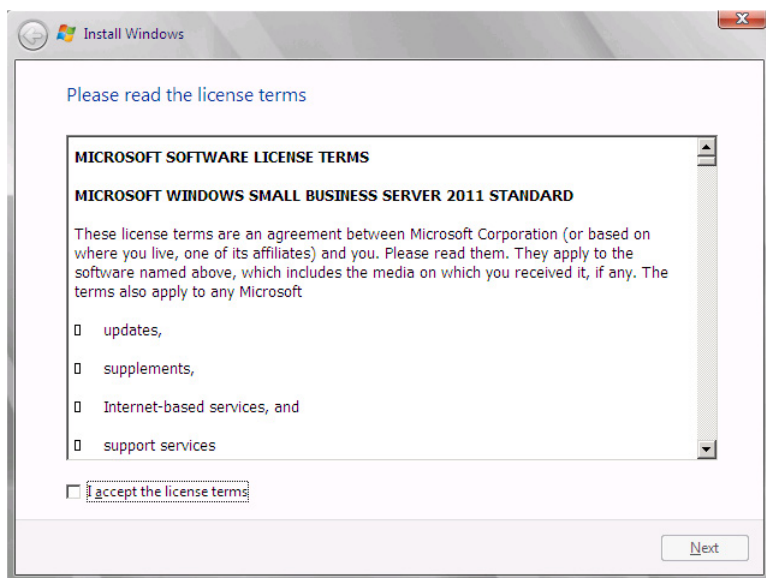 Install Windows
Please read the license terms
MICROSOFT SOFTWARE LICENSE TERMS
MICROSOFT WINDOWS SMALL BUSINESS SERVER 2011 STANDARD
These license terms are an agreement between Microsoft Corporation (or based on
where you live, one of its affiliates) and you. Please read them. They apply to the
software named above, which includes the media on which you received it, if any. The
terms also apply to any Microsoft
updates,
supplements,
Internet-based services, and
support services
I accept the license terms
Next